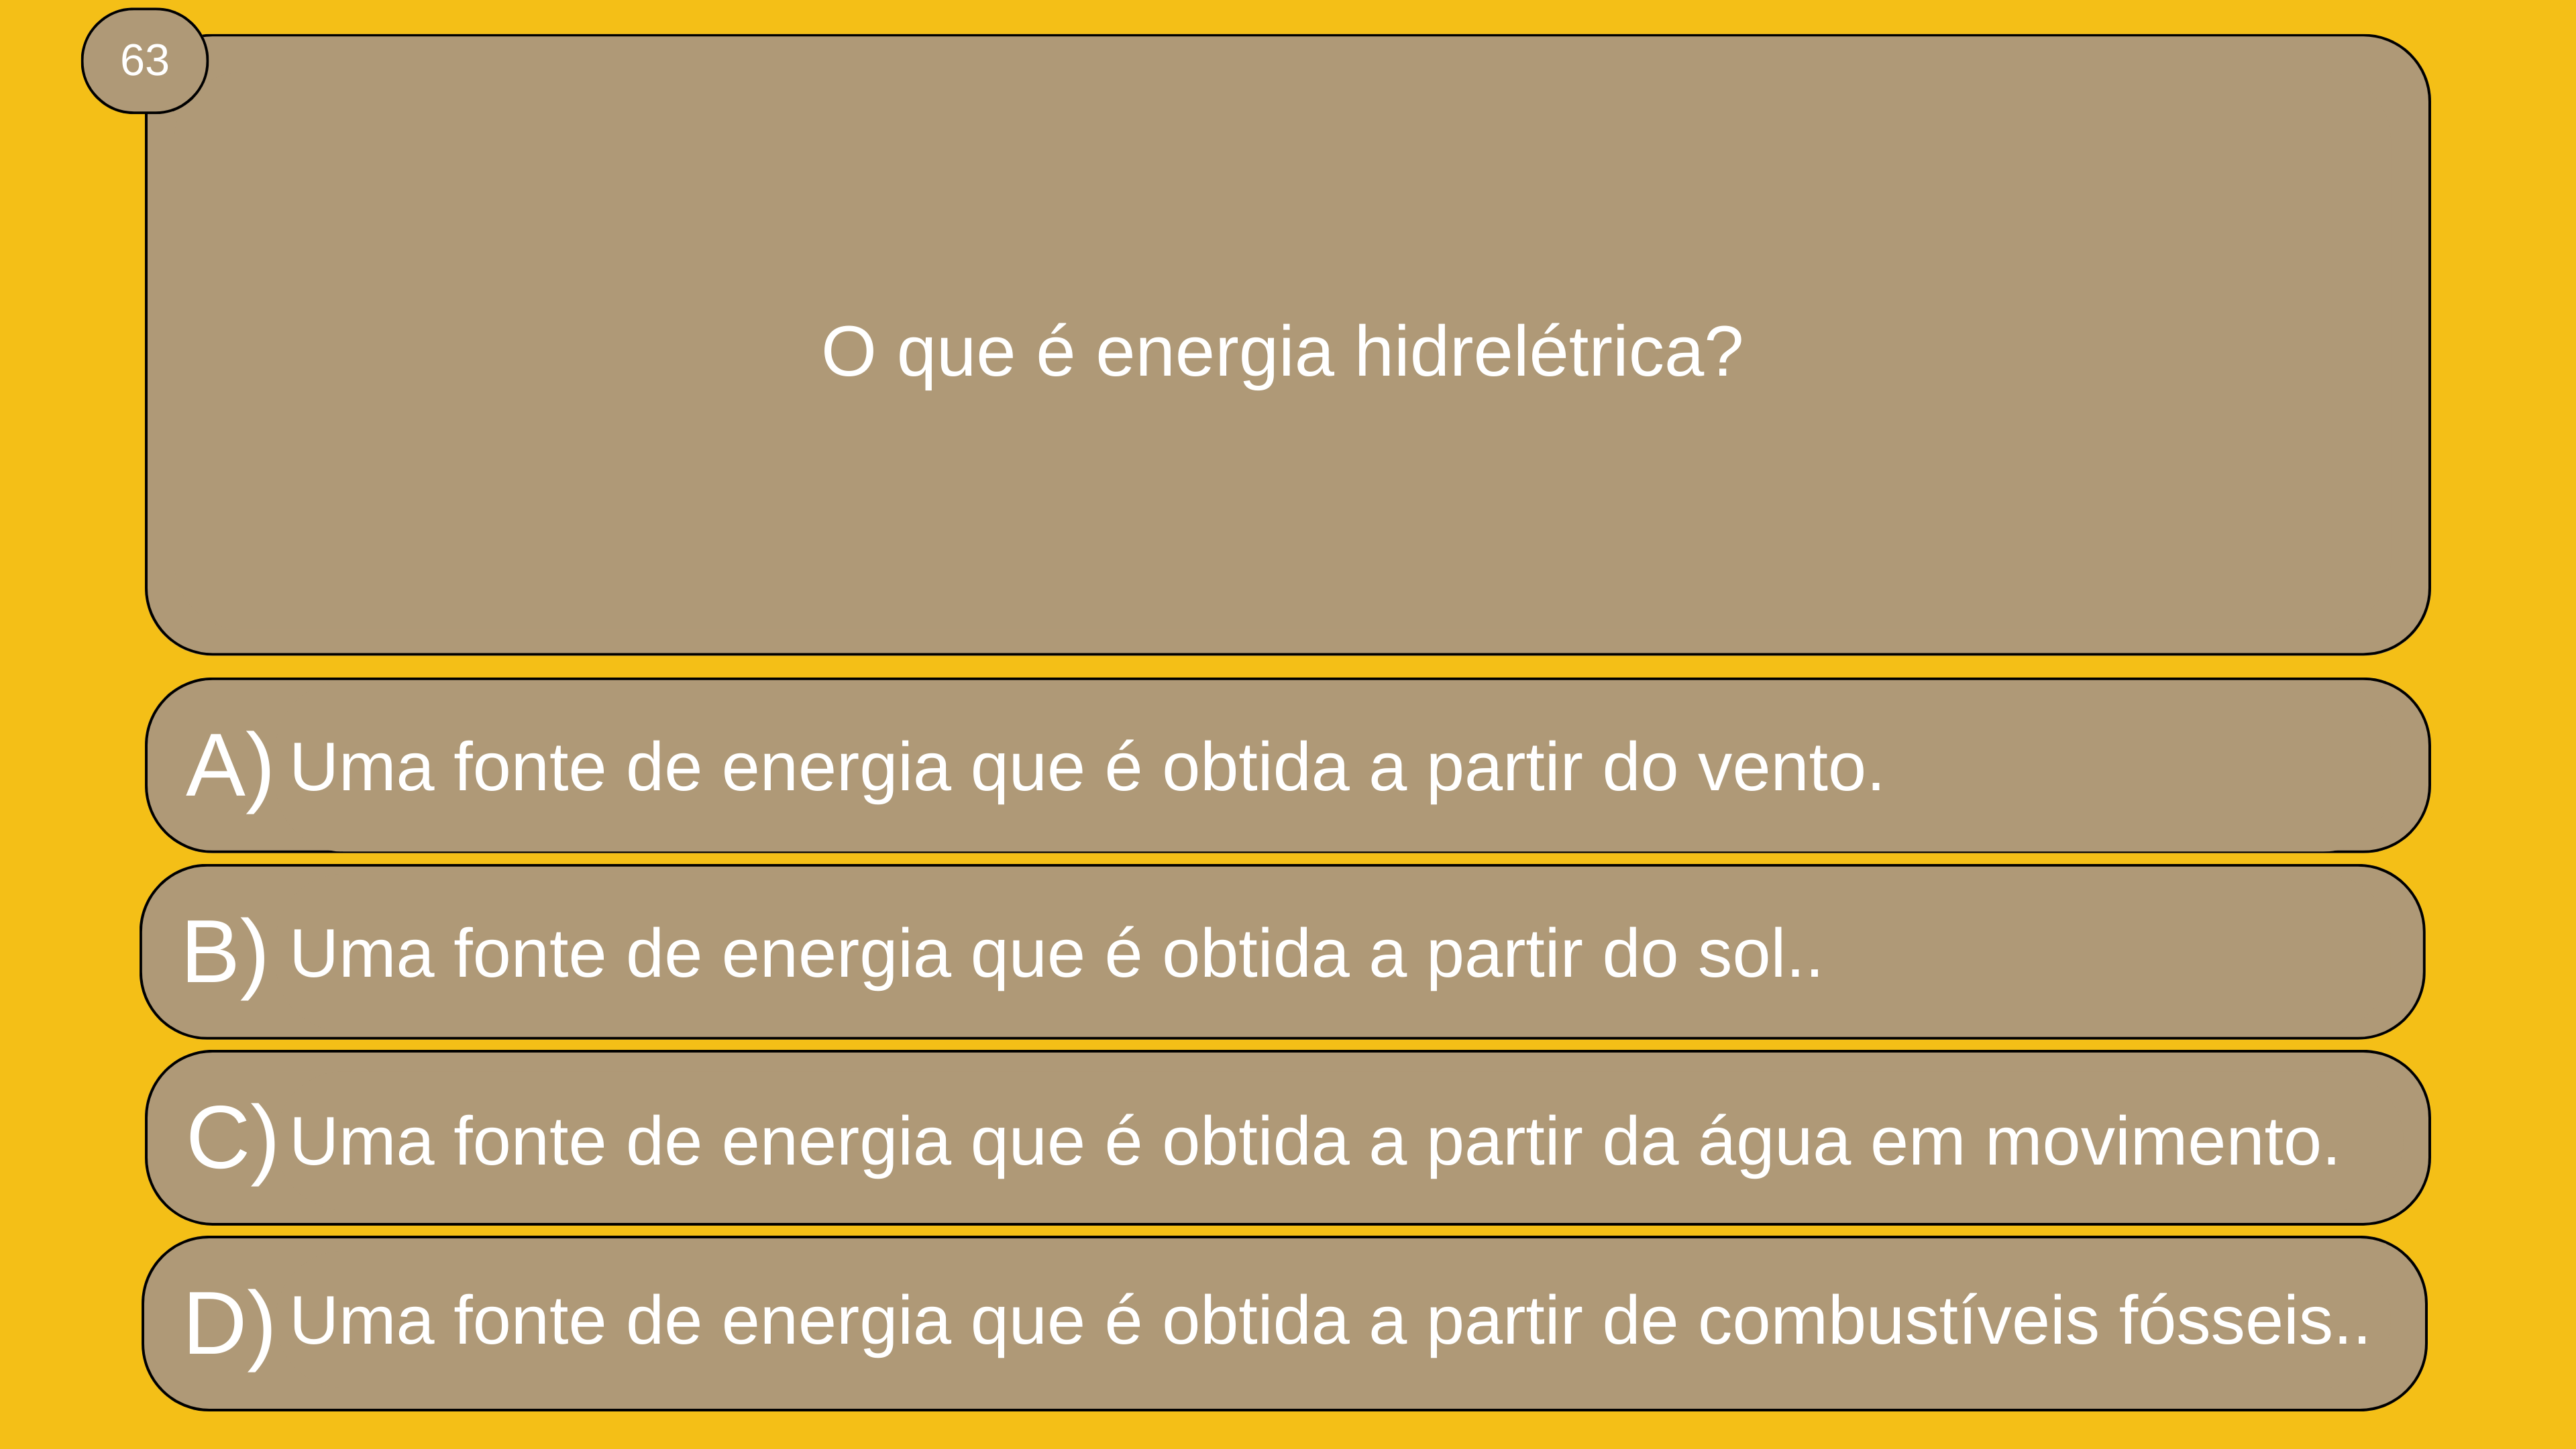 63
O que é energia hidrelétrica?
A) Uma fonte de energia que é obtida a partir do vento.
B) Uma fonte de energia que é obtida a partir do sol..
C) Uma fonte de energia que é obtida a partir da água em movimento.
D) Uma fonte de energia que é obtida a partir de combustíveis fósseis..